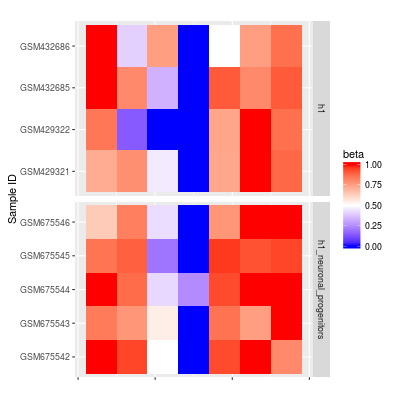 Sample ID
GSM432686
GSM432685
GSM429322
GSM429321
h1
GSM675546
GSM675545
GSM675544
GSM675543
GSM675542
h1_neuronal_progenitors
beta
1.00
0.75
0.50
0.25
0.00